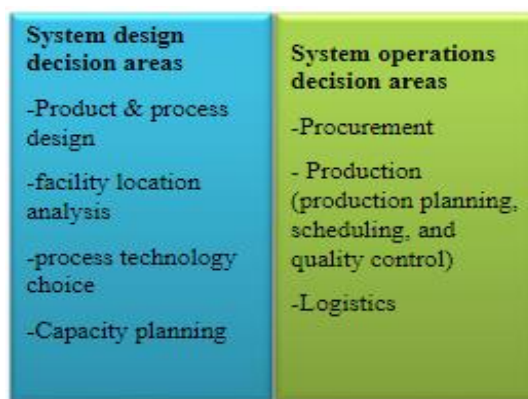 System design
decision areas
-Product & process
design
-facility location
analysis
-process technology
choice
-Capacity planning
System operations
decision areas
-Procurement
- Production
(production planning,
scheduling, and
quality control)
-Logistics